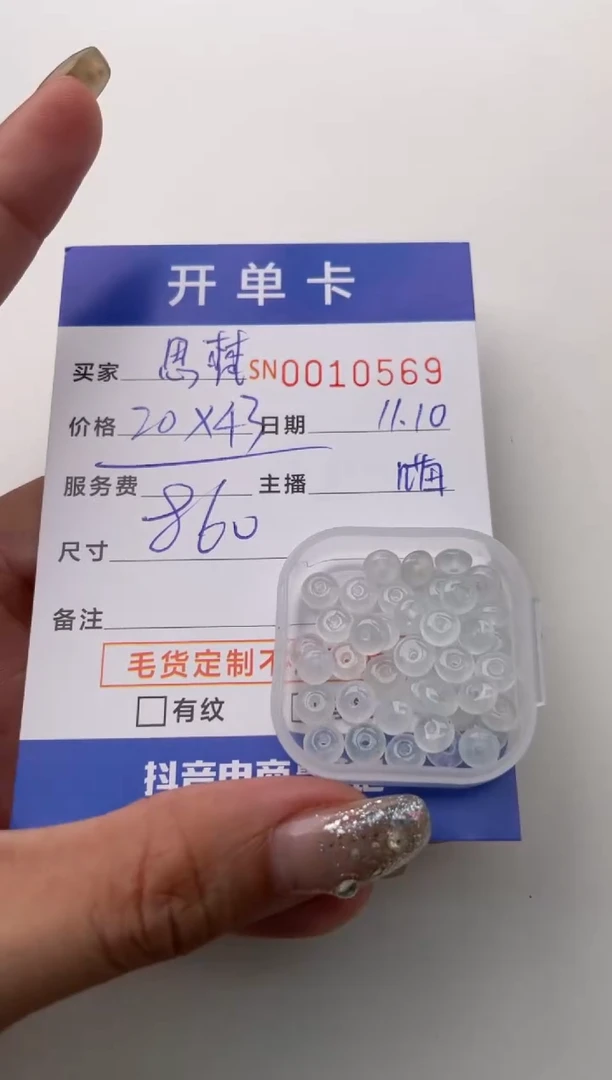 开单卡
买家 思 SN0010569
价格 20X43 日期 11.10
服务费 860 主播
尺寸
备注
毛货定制不
有纹
抖音电商